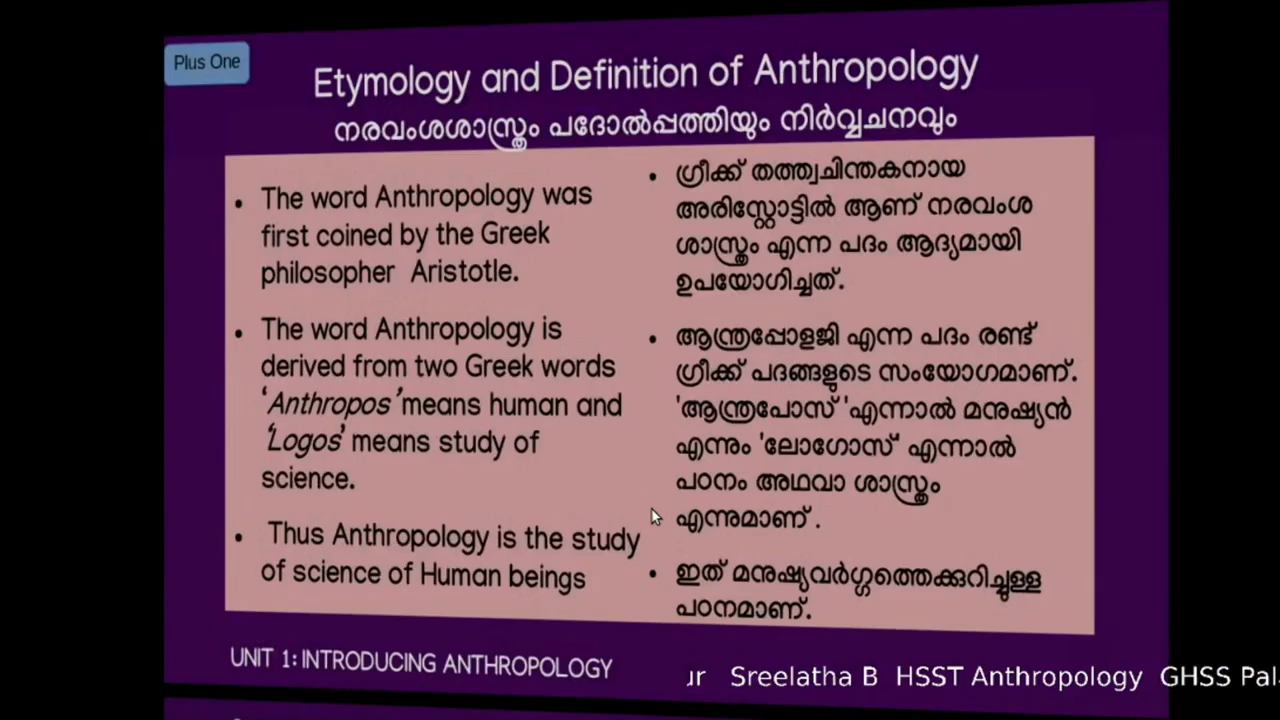 Plus One
Etymology and Definition of Anthropology
നരവംശശാസ്ത്രം പദോൽപ്പത്തിയും നിർവ്വചനവും
• The word Anthropology was
first coined by the Greek
philosopher Aristotle.
• The word Anthropology is
derived from two Greek words
‘Anthropos’ means human and
‘Logos’ means study of
science.
• Thus Anthropology is the study
of science of Human beings
• ഗ്രീക്ക് തത്ത്വചിന്തകനായ
അരിസ്റ്റോട്ടിൽ ആണ് നരവംശ
ശാസ്ത്രം എന്ന പദം ആദ്യമായി
ഉപയോഗിച്ചത്.
• ആന്ത്രപ്പോളജി എന്ന പദം രണ്ട്
ഗ്രീക്ക് പദങ്ങളുടെ സംയോഗമാണ്.
'ആന്ത്രപോസ് 'എന്നാൽ മനുഷ്യൻ
എന്നും 'ലോഗോസ്' എന്നാൽ
പഠനം അഥവാ ശാസ്ത്രം
എന്നുമാണ് .
• ഇത് മനുഷ്യവർഗ്ഗത്തെക്കുറിച്ചുള്ള
പഠനമാണ്.
UNIT 1: INTRODUCING ANTHROPOLOGY
ur Sreelatha B HSST Anthropology GHSS Pal